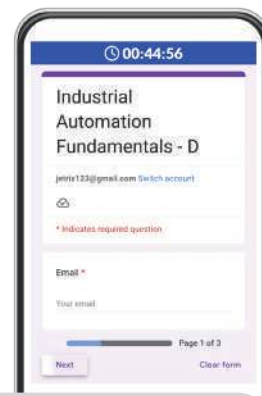 00:44:56
Industrial
Automation
Fundamentals - D
jetris123@gmail.com Switch account
* Indicates required question
Email *
Your email
Page 1 of 3
Next Clear form